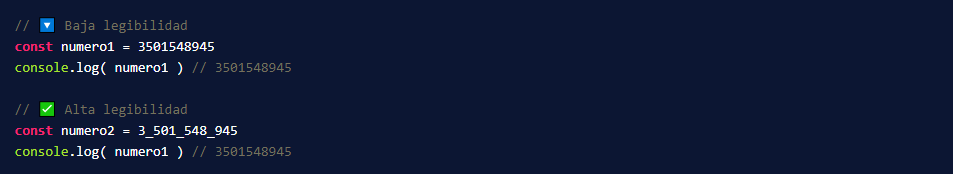 // 🔽 Baja legibilidad
const numero1 = 3501548945
console.log( numero1 ) // 3501548945
// ✅ Alta legibilidad
const numero2 = 3_501_548_945
console.log( numero1 ) // 3501548945